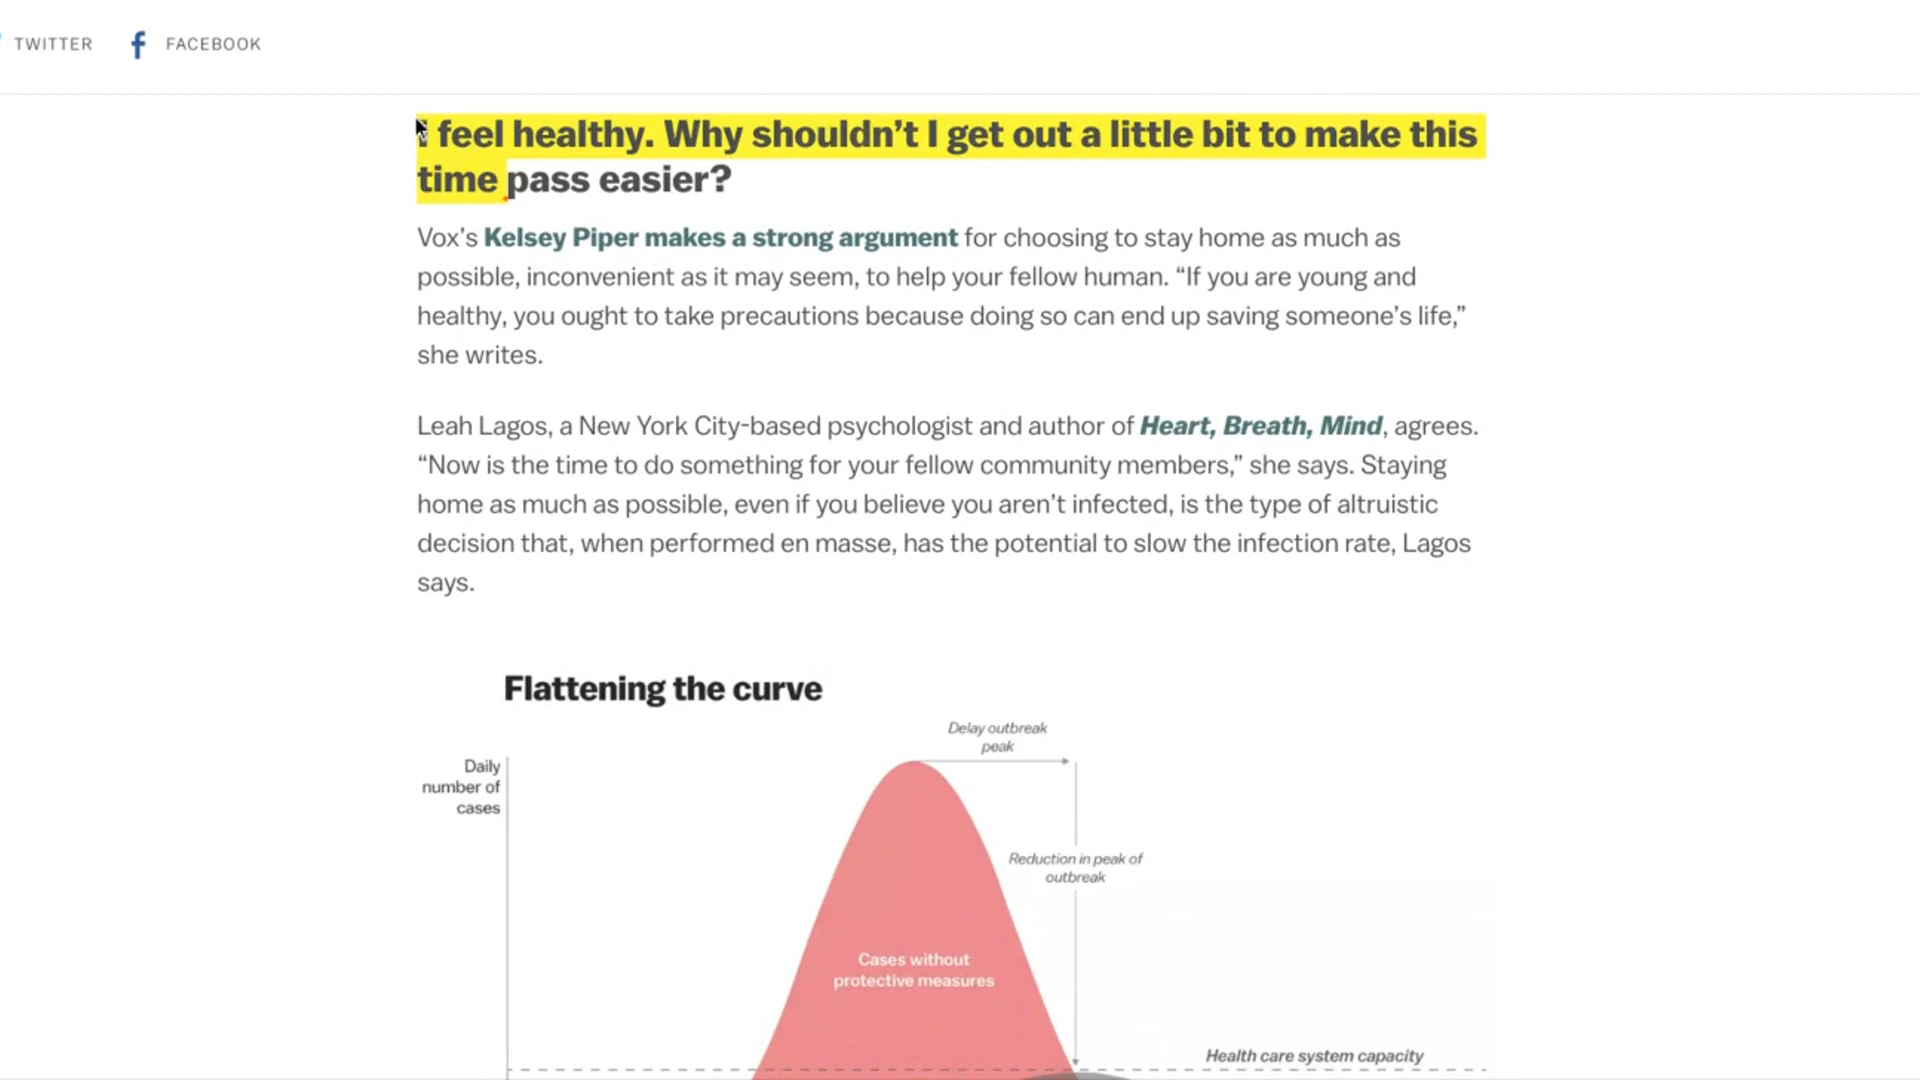 TWITTER FACEBOOK
I feel healthy. Why shouldn’t I get out a little bit to make this
time pass easier?
Vox’s Kelsey Piper makes a strong argument for choosing to stay home as much as
possible, inconvenient as it may seem, to help your fellow human. “If you are young and
healthy, you ought to take precautions because doing so can end up saving someone’s life,”
she writes.
Leah Lagos, a New York City-based psychologist and author of Heart, Breath, Mind, agrees.
“Now is the time to do something for your fellow community members,” she says. Staying
home as much as possible, even if you believe you aren’t infected, is the type of altruistic
decision that, when performed en masse, has the potential to slow the infection rate, Lagos
says.
Flattening the curve
Delay outbreak
peak
Daily
number of
cases
Reduction in peak of
outbreak
Cases without
protective measures
Health care system capacity